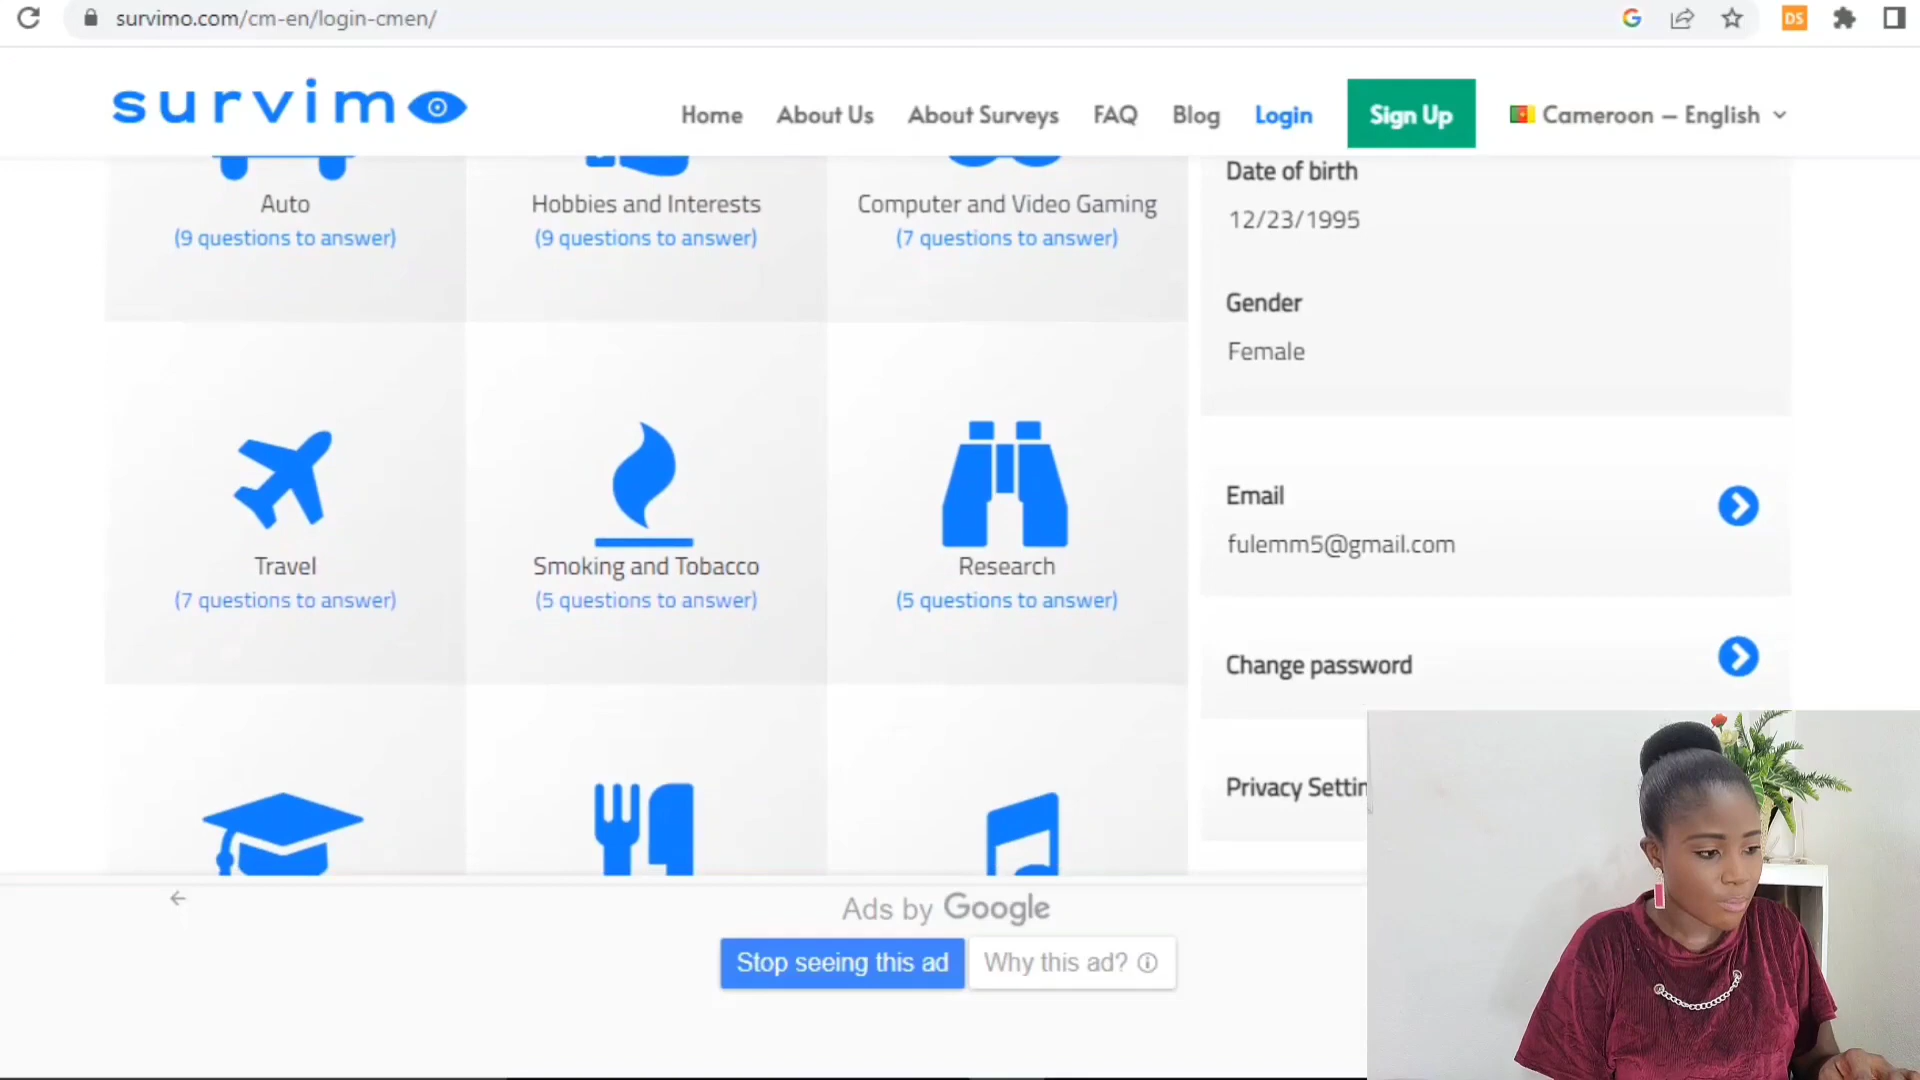 survimo.com/cm-en/login-cmen/
DS
survimo
Home
About Us
About Surveys
FAQ
Blog
Login
Sign Up
Cameroon – English
Auto
(9 questions to answer)
Hobbies and Interests
(9 questions to answer)
Computer and Video Gaming
(7 questions to answer)
Travel
(7 questions to answer)
Smoking and Tobacco
(5 questions to answer)
Research
(5 questions to answer)
Date of birth
12/23/1995
Gender
Female
Email
fulemm5@gmail.com
Change password
Privacy Settin
Ads by Google
Stop seeing this ad
Why this ad?